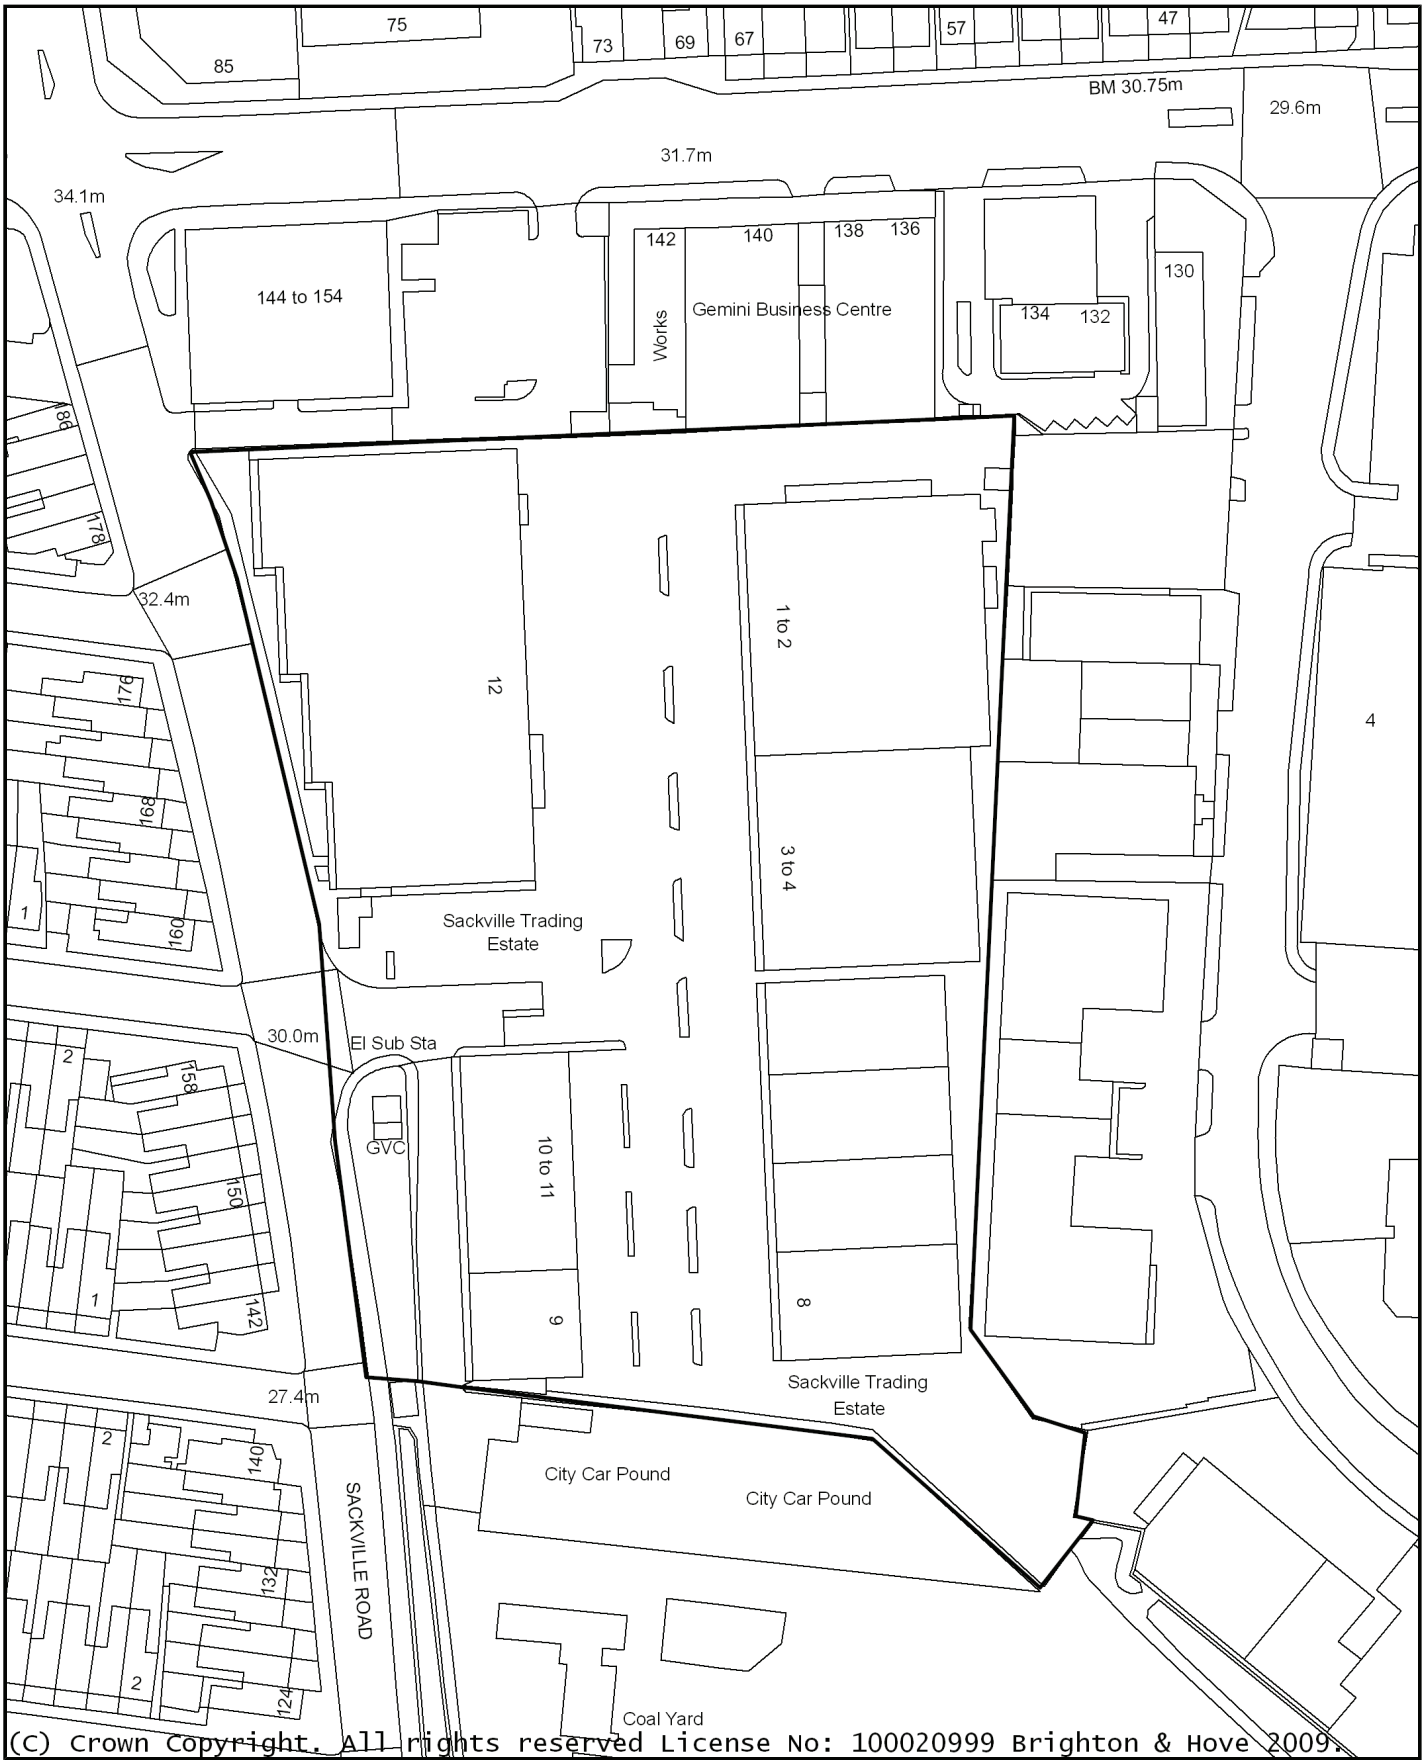 75
85
73
69
67
57
47
BM 30.75m
29.6m
31.7m
34.1m
142
140
138
136
130
144 to 154
Works
Gemini Business Centre
134
132
186
178
32.4m
1 to 2
12
176
4
168
3 to 4
1
160
Sackville Trading
Estate
30.0m
El Sub Sta
2
158
GVC
10 to 11
150
1
142
9
8
Sackville Trading
Estate
27.4m
2
140
City Car Pound
City Car Pound
SACKVILLE ROAD
132
2
124
Coal Yard
(c) Crown Copyright. All rights reserved License No: 100020999 Brighton & Hove 2009.